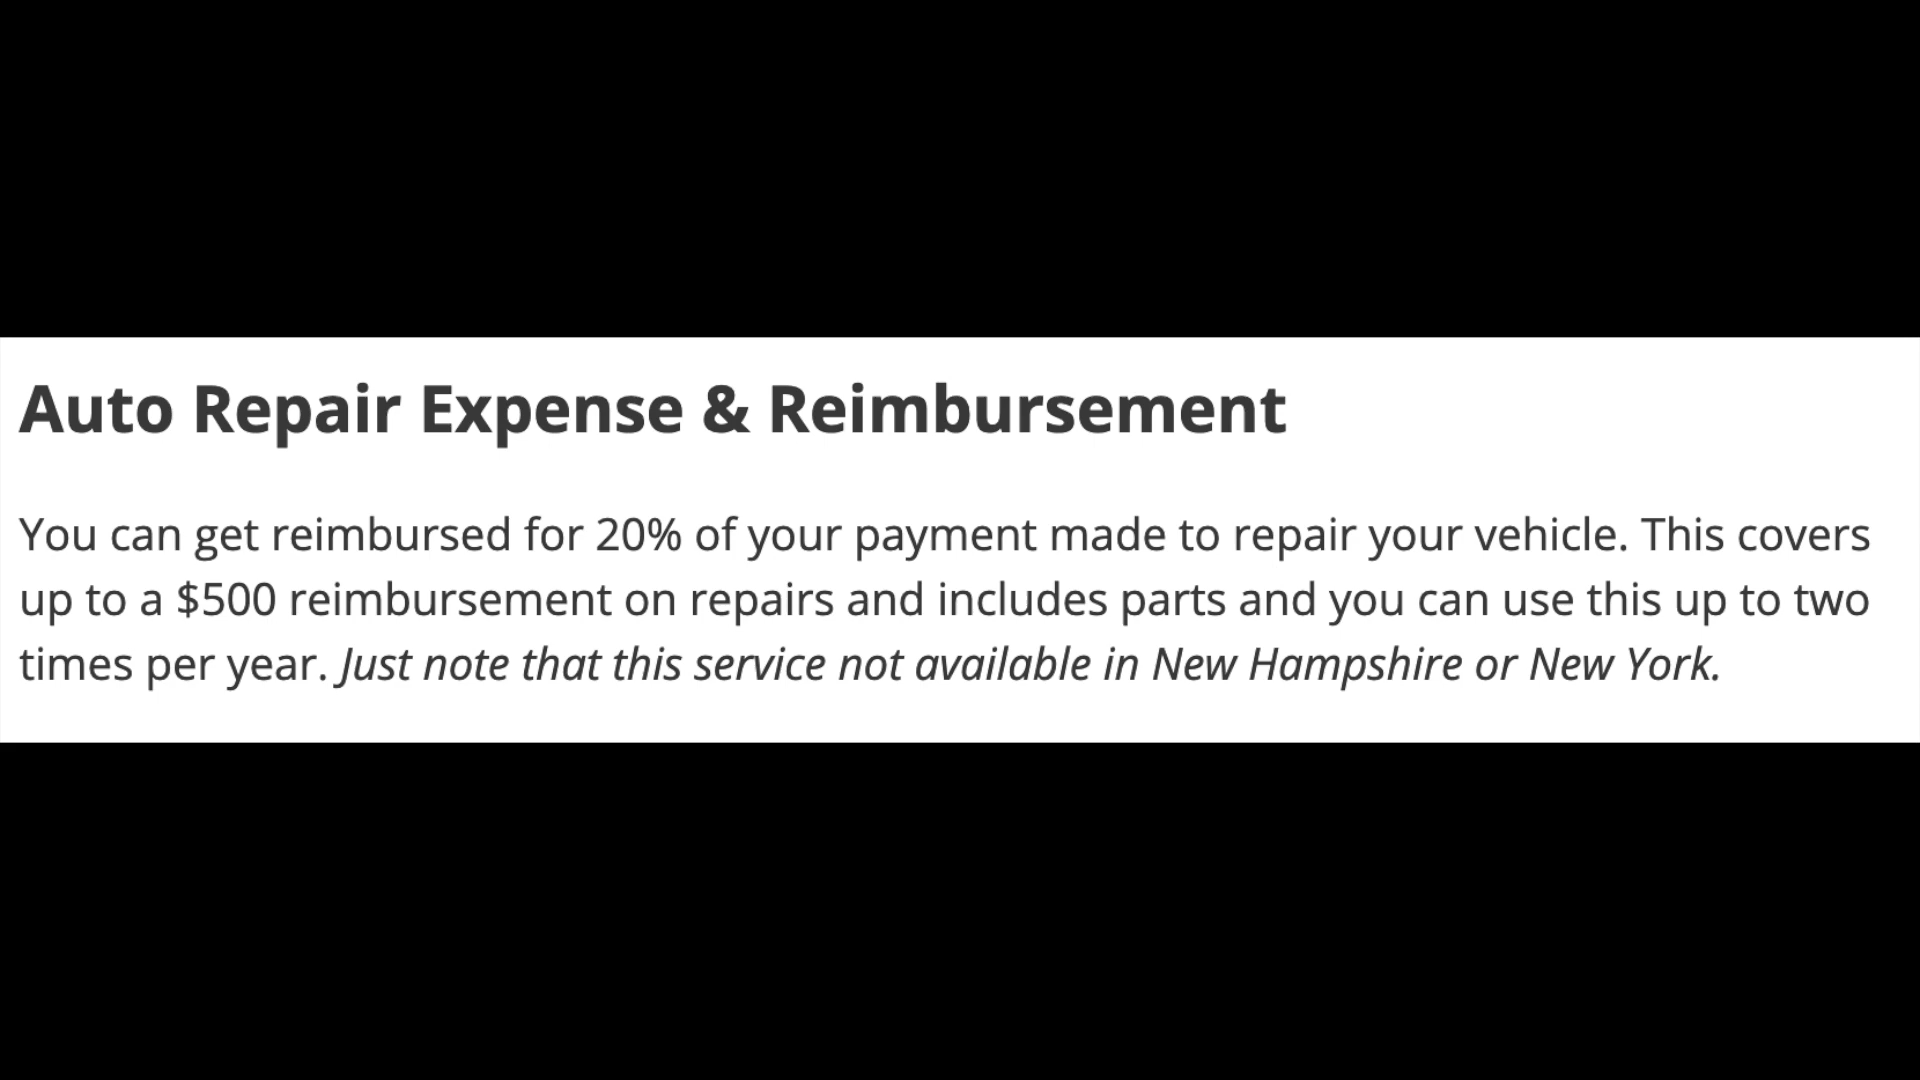 Auto Repair Expense & Reimbursement
You can get reimbursed for 20% of your payment made to repair your vehicle. This covers
up to a $500 reimbursement on repairs and includes parts and you can use this up to two
times per year. Just note that this service not available in New Hampshire or New York.